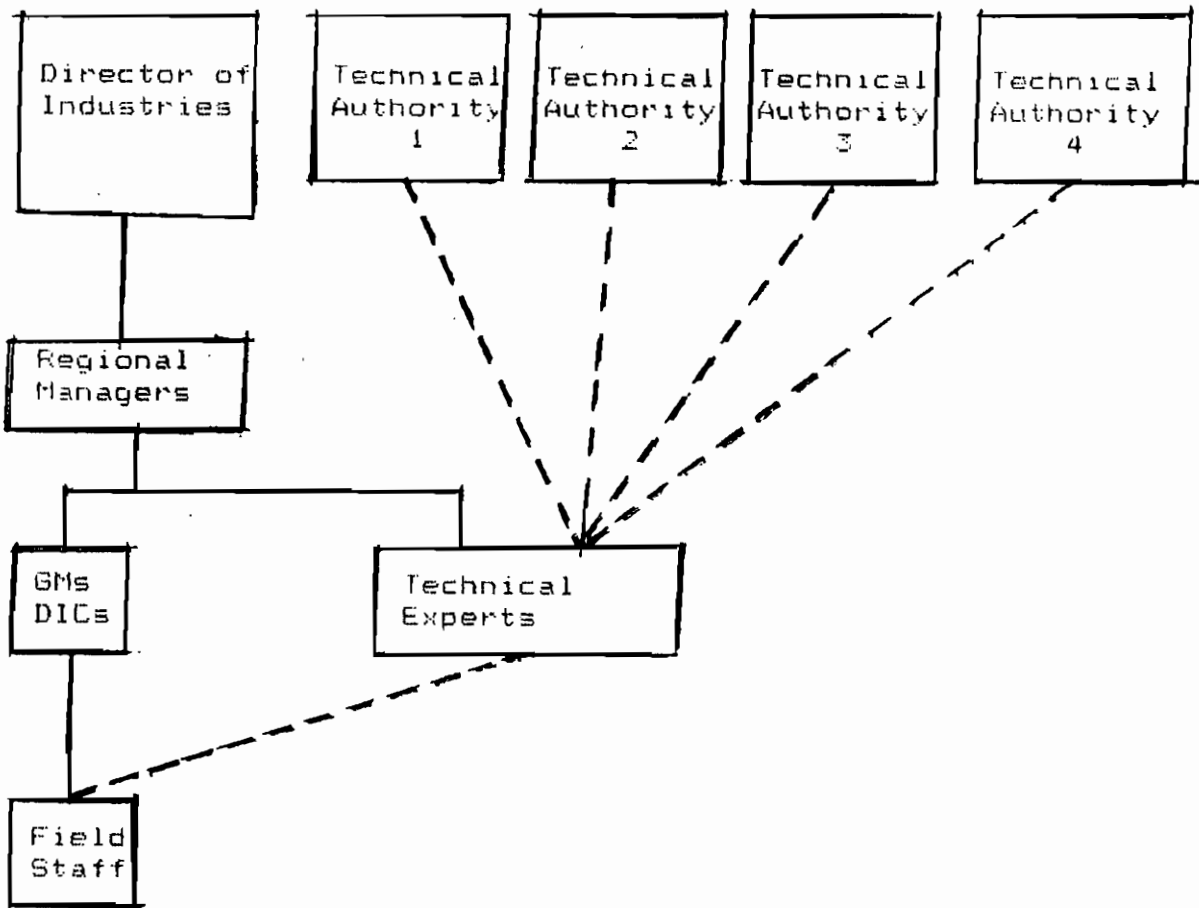 Director of
Industries
Technical
Authority
1
Technical
Authority
2
Technical
Authority
3
Technical
Authority
4
Regional
Managers
GMs
DICs
Technical
Experts
Field
Staff